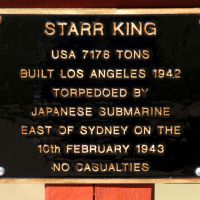 STARR KING
USA 7176 TONS
BUILT LOS ANGELES 1942
TORPEDOED BY
JAPANESE SUBMARINE
EAST OF SYDNEY ON THE
10th FEBRUARY 1943
NO CASUALTIES